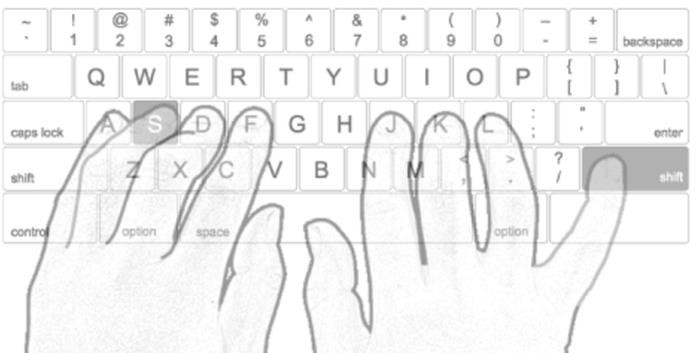 ~ ! @ # $ % ^ & * ( ) – +
` 1 2 3 4 5 6 7 8 9 0 - = backspace
tab Q W E R T Y U I O P { [ } ] | \
caps lock A S D F G H J K L : ; " ' enter
shift Z X C V B N M < , > . ? / shift
control option space option